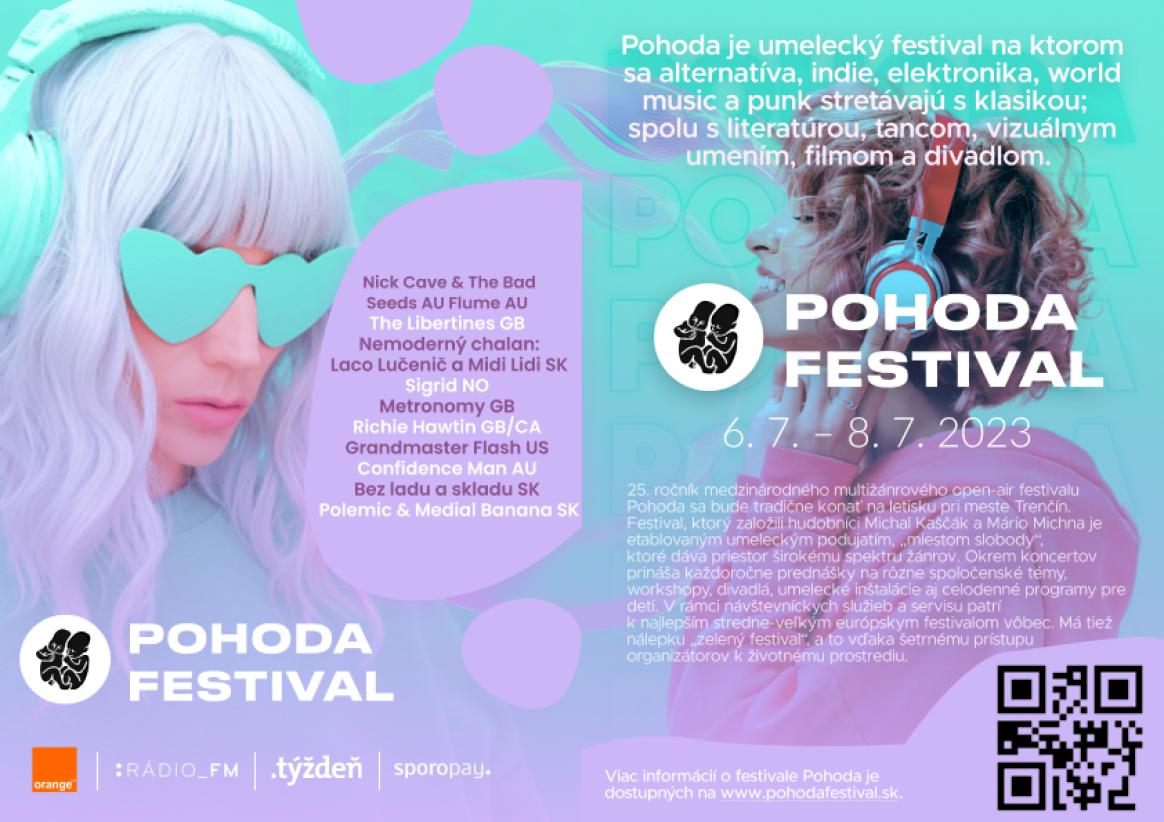 Nick Cave & The Bad
Seeds AU Flume AU
The Libertines GB
Nemoderný chalan:
Laco Lučenič a Midi Lidi SK
Sigrid NO
Metronomy GB
Richie Hawtin GB/CA
Grandmaster Flash US
Confidence Man AU
Bez ladu a skladu SK
Polemic & Medial Banana SK
POHODA
FESTIVAL
orange
:RÁDIO_FM
.týždeň
sporopay.
Pohoda je umelecký festival na ktorom
sa alternatíva, indie, elektronika, world
music a punk stretávajú s klasikou;
spolu s literatúrou, tancom, vizuálnym
umením, filmom a divadlom.
POHODA
POHODA
POHODA
POHODA
POHODA
FESTIVAL
6. 7. – 8. 7. 2023
25. ročník medzinárodného multižánrového open-air festivalu
Pohoda sa bude tradične konať na letisku pri meste Trenčín.
Festival, ktorý založili hudobníci Michal Kaščák a Mário Michna je
etablovaným umeleckým podujatím, „miestom slobody“,
ktoré dáva priestor širokému spektru žánrov. Okrem koncertov
prináša každoročne prednášky na rôzne spoločenské témy,
workshopy, divadlá, umelecké inštalácie aj celodenné programy pre
deti. V rámci návštevníckych služieb a servisu patrí
k najlepším stredne-veľkým európskym festivalom vôbec. Má tiež
nálepku „zelený festival“, a to vďaka šetrnému prístupu
organizátorov k životnému prostrediu.
Viac informácií o festivale Pohoda je
dostupných na www.pohodafestival.sk.